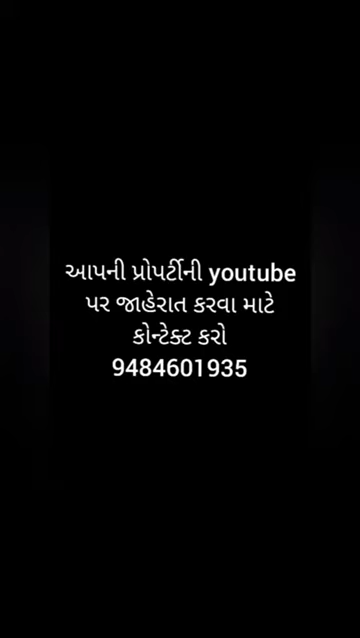 આપની પ્રોપર્ટીની youtube
પર જાહેરાત કરવા માટે
કોન્ટેક્ટ કરો
9484601935